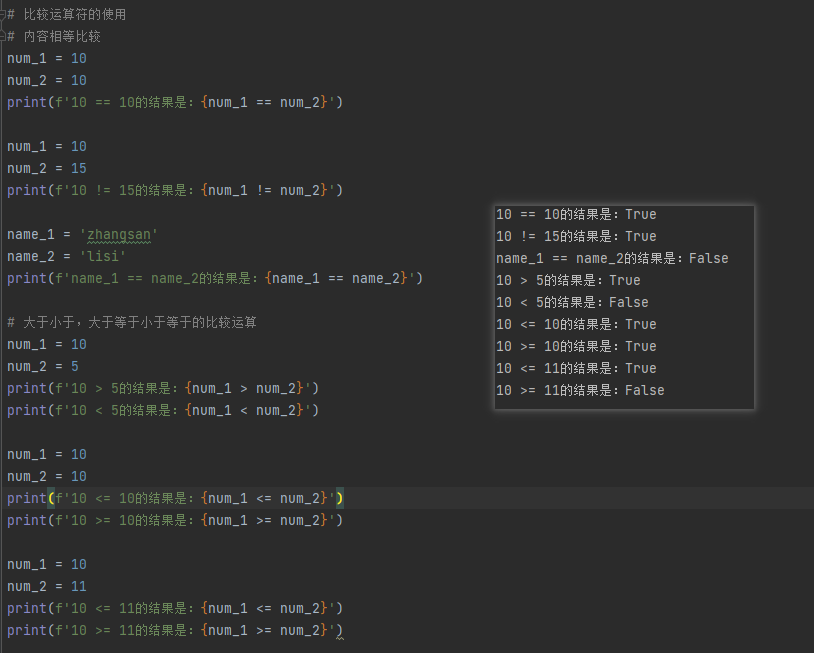 # 比较运算符的使用
# 内容相等比较
num_1 = 10
num_2 = 10
print(f'10 == 10的结果是：{num_1 == num_2}')
num_1 = 10
num_2 = 15
print(f'10 != 15的结果是：{num_1 != num_2}')
name_1 = 'zhangsan'
name_2 = 'lisi'
print(f'name_1 == name_2的结果是：{name_1 == name_2}')
# 大于小于，大于等于小于等于的比较运算
num_1 = 10
num_2 = 5
print(f'10 > 5的结果是：{num_1 > num_2}')
print(f'10 < 5的结果是：{num_1 < num_2}')
num_1 = 10
num_2 = 10
print(f'10 <= 10的结果是：{num_1 <= num_2}')
print(f'10 >= 10的结果是：{num_1 >= num_2}')
num_1 = 10
num_2 = 11
print(f'10 <= 11的结果是：{num_1 <= num_2}')
print(f'10 >= 11的结果是：{num_1 >= num_2}')
10 == 10的结果是：True
10 != 15的结果是：True
name_1 == name_2的结果是：False
10 > 5的结果是：True
10 < 5的结果是：False
10 <= 10的结果是：True
10 >= 10的结果是：True
10 <= 11的结果是：True
10 >= 11的结果是：False